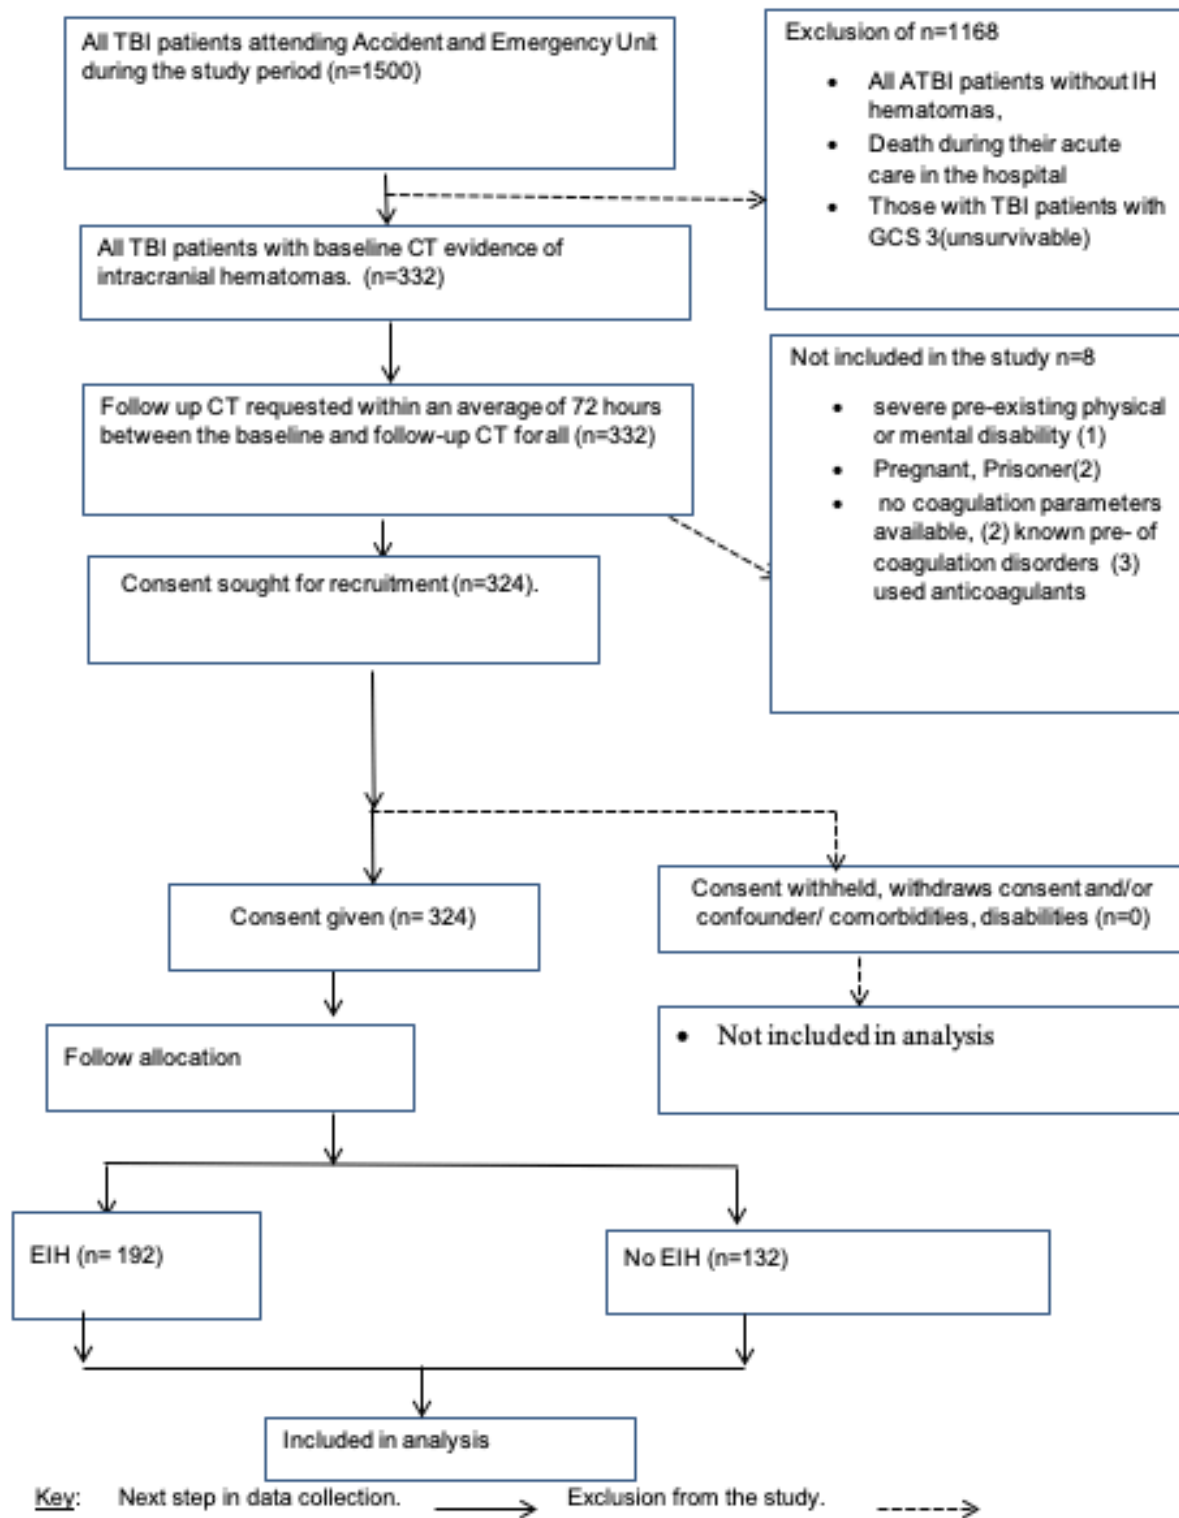 All TBI patients attending Accident and Emergency Unit
during the study period (n=1500)
Exclusion of n=1168
• All ATBI patients without IH
hematomas,
• Death during their acute
care in the hospital
• Those with TBI patients with
GCS 3(unsurvivable)
All TBI patients with baseline CT evidence of
intracranial hematomas. (n=332)
Not included in the study n=8
• severe pre-existing physical
or mental disability (1)
• Pregnant, Prisoner(2)
• no coagulation parameters
available, (2) known pre- of
coagulation disorders (3)
used anticoagulants
Follow up CT requested within an average of 72 hours
between the baseline and follow-up CT for all (n=332)
Consent sought for recruitment (n=324).
Consent given (n= 324)
Consent withheld, withdraws consent and/or
confounder/ comorbidities, disabilities (n=0)
• Not included in analysis
Follow allocation
EIH (n= 192)
No EIH (n=132)
Included in analysis
Key: Next step in data collection. Exclusion from the study.